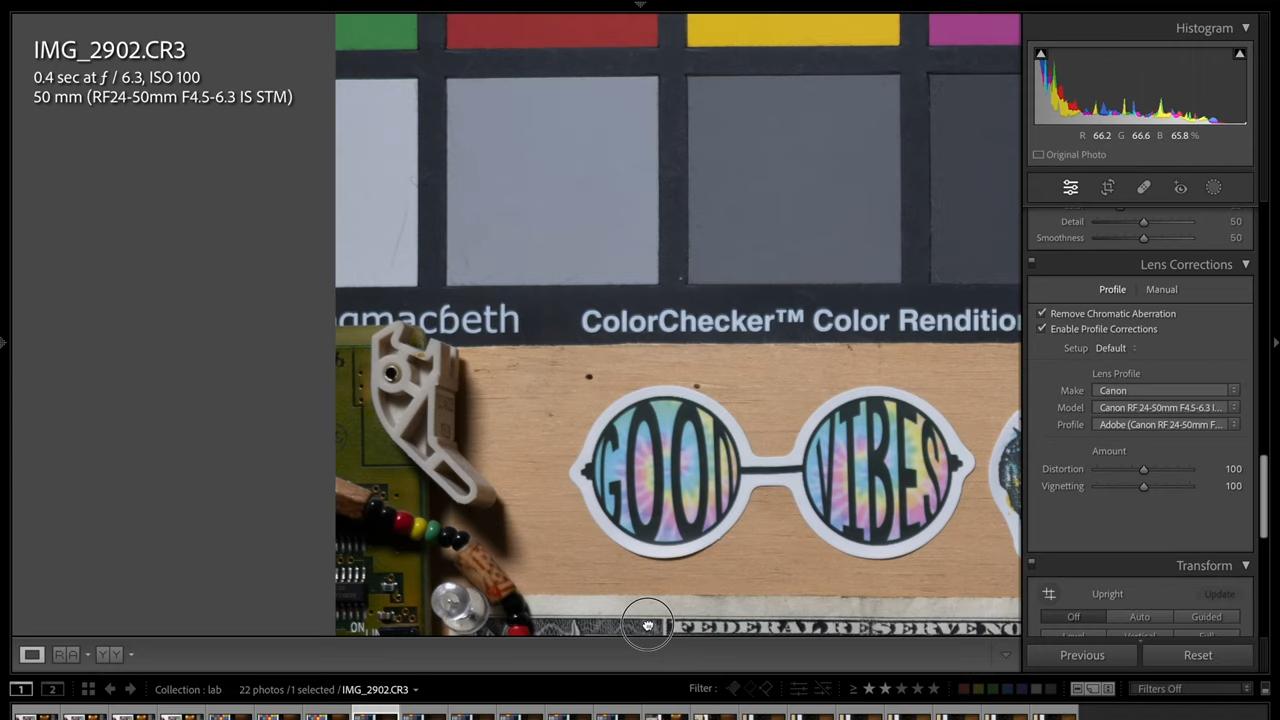 IMG_2902.CR3
0.4 sec at ƒ / 6.3, ISO 100
50 mm (RF24-50mm F4.5-6.3 IS STM)
Histogram
R 66.2 G 66.6 B 65.8 %
Original Photo
Detail 50
Smoothness 50
Lens Corrections
Profile Manual
Remove Chromatic Aberration
Enable Profile Corrections
Setup Default
Lens Profile
Make Canon
Model Canon RF 24-50mm F4.5-6.3 I...
Profile Adobe (Canon RF 24-50mm F...
Amount
Distortion 100
Vignetting 100
Transform
Upright Update
Off Auto Guided
Previous Reset
gmacbeth
ColorChecker™ Color Renditio
GOOD VIBES
FEDERAL RESERVE NO
ON
RA YY
1 2 Collection : lab 22 photos /1 selected /IMG_2902.CR3 Filter : Filters Off